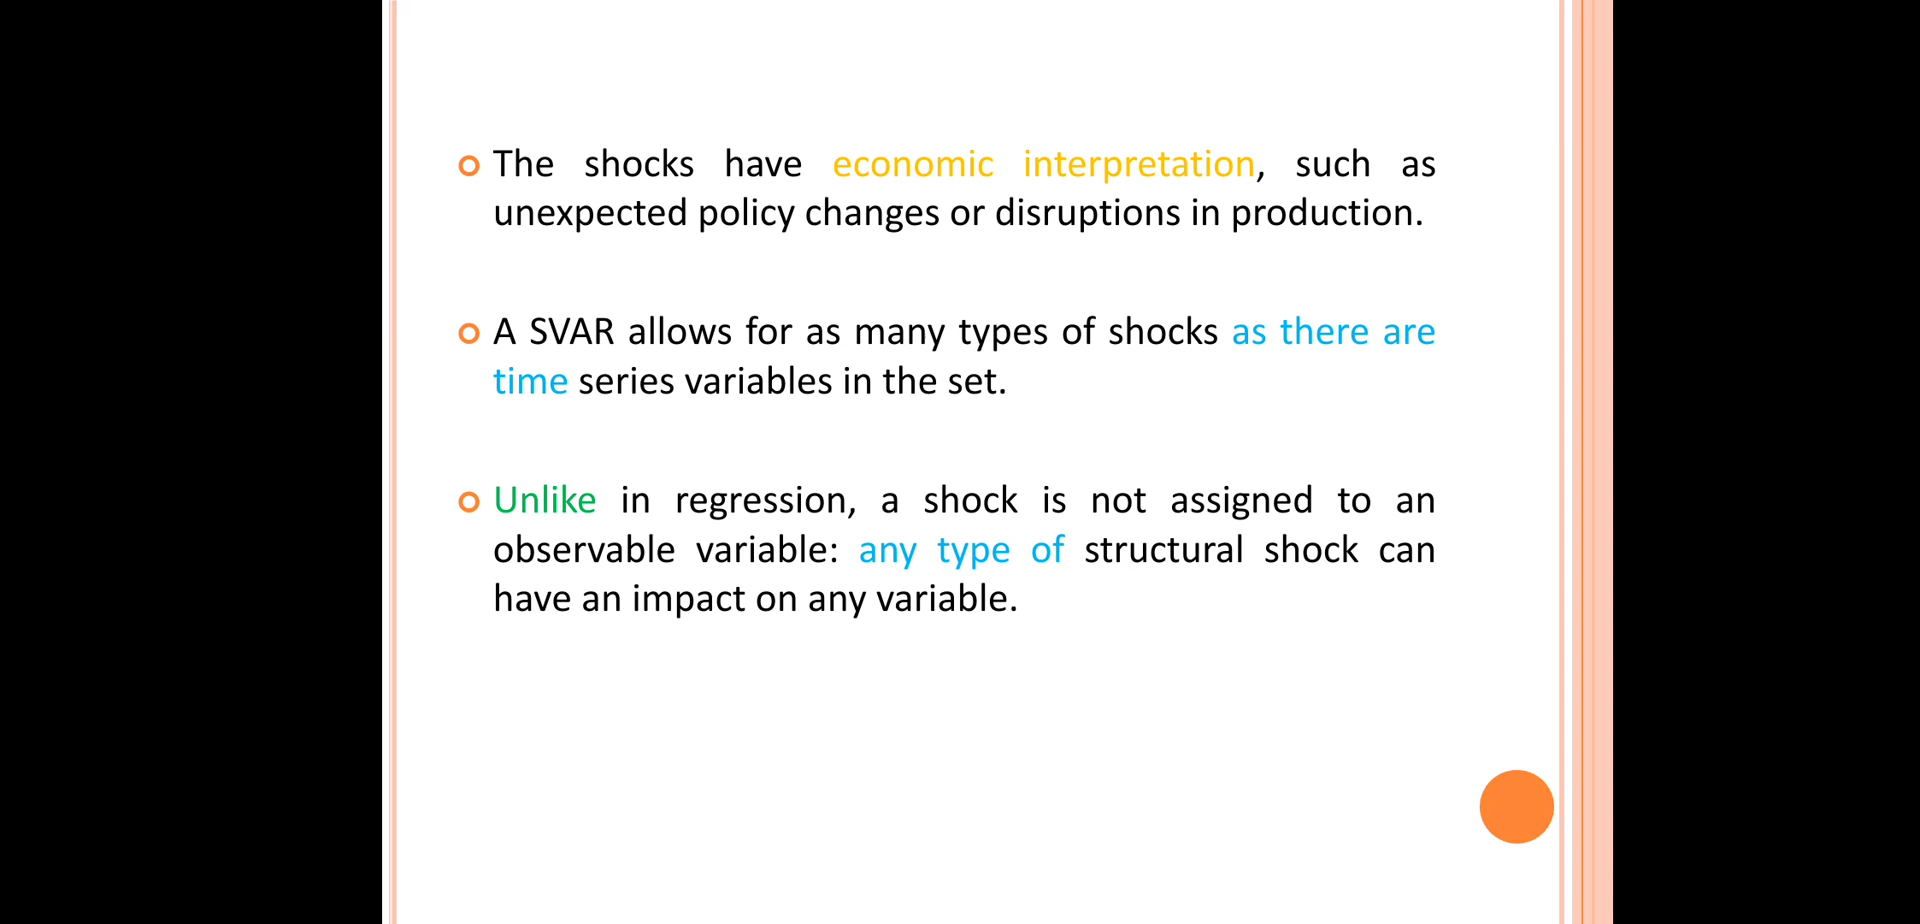 The shocks have economic interpretation, such as
unexpected policy changes or disruptions in production.
A SVAR allows for as many types of shocks as there are
time series variables in the set.
Unlike in regression, a shock is not assigned to an
observable variable: any type of structural shock can
have an impact on any variable.